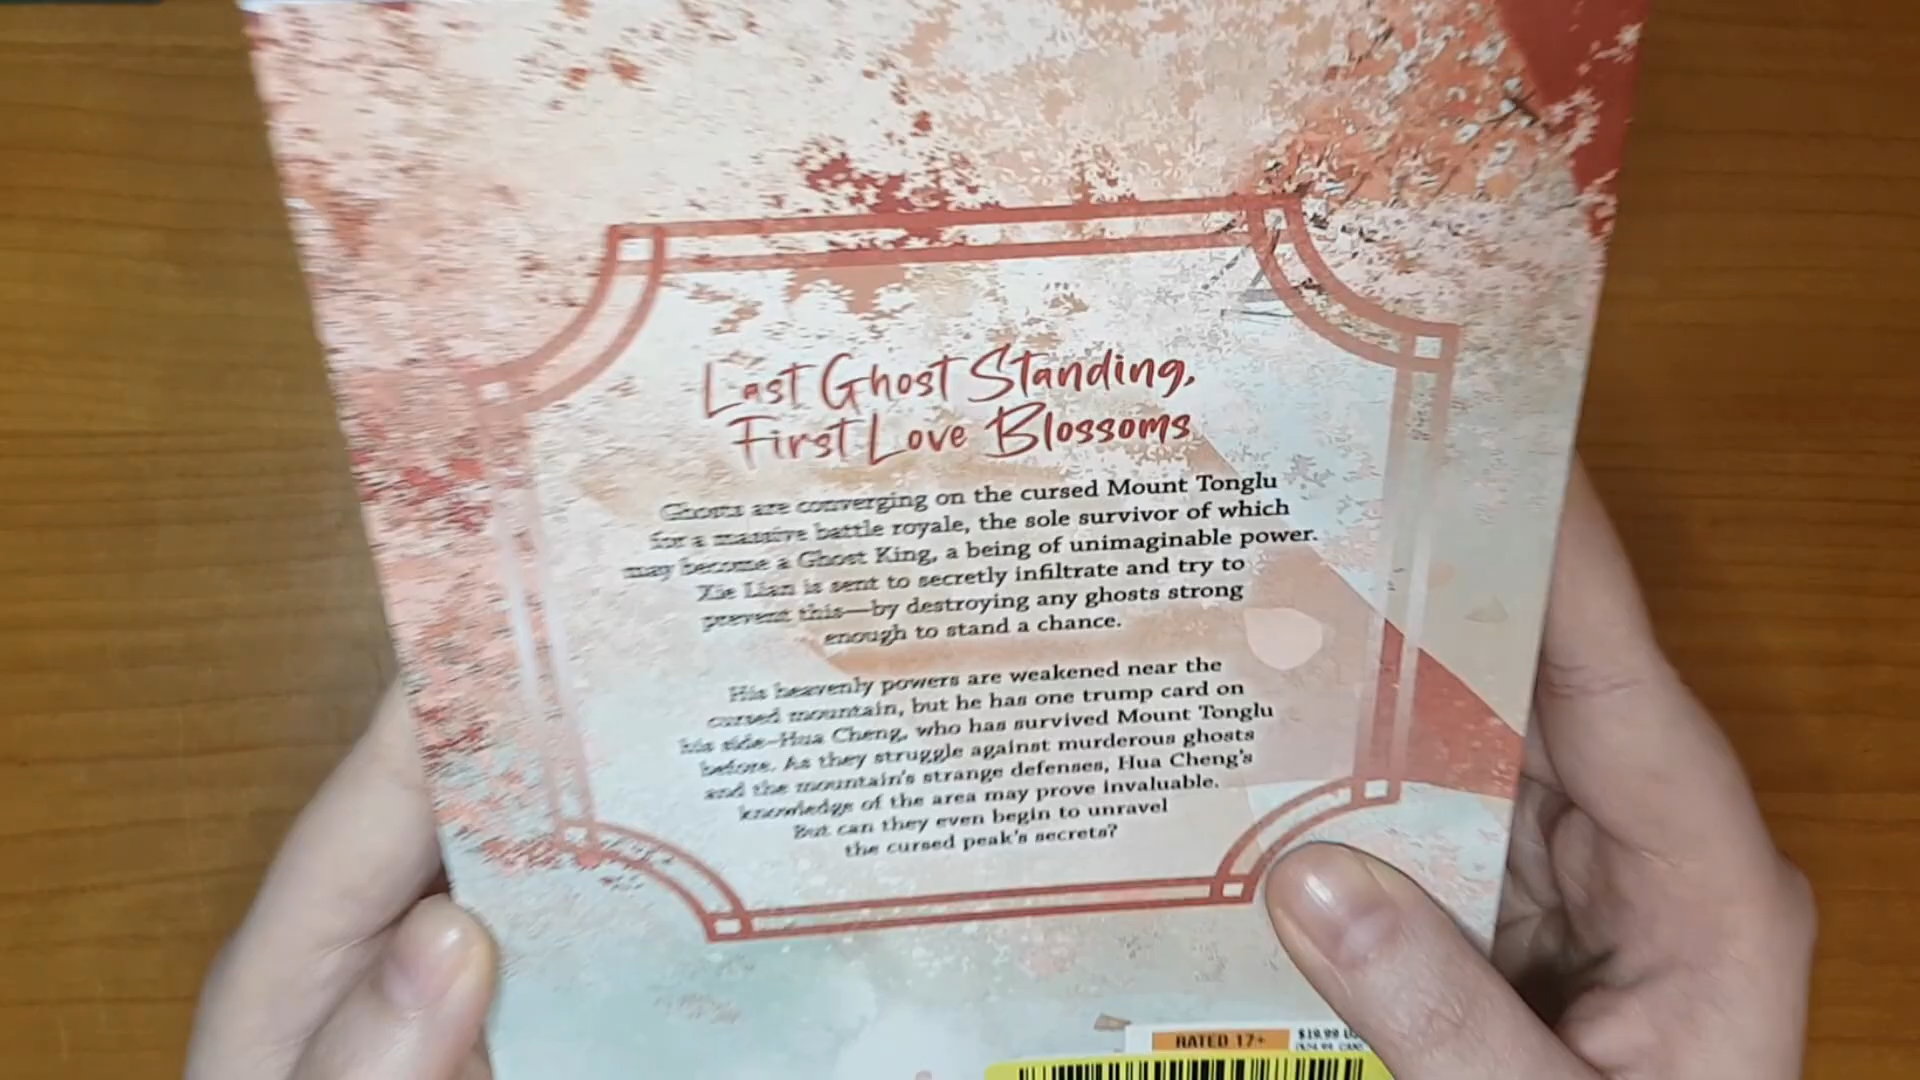 Last Ghost Standing,
First Love Blossoms
Ghosts are converging on the cursed Mount Tonglu
for a massive battle royale, the sole survivor of which
may become a Ghost King, a being of unimaginable power.
Xie Lian is sent to secretly infiltrate and try to
prevent this—by destroying any ghosts strong
enough to stand a chance.
His heavenly powers are weakened near the
cursed mountain, but he has one trump card on
his side–Hua Cheng, who has survived Mount Tonglu
before. As they struggle against murderous ghosts
and the mountain's strange defenses, Hua Cheng's
knowledge of the area may prove invaluable.
But can they even begin to unravel
the cursed peak's secrets?
RATED 17+
$19.99